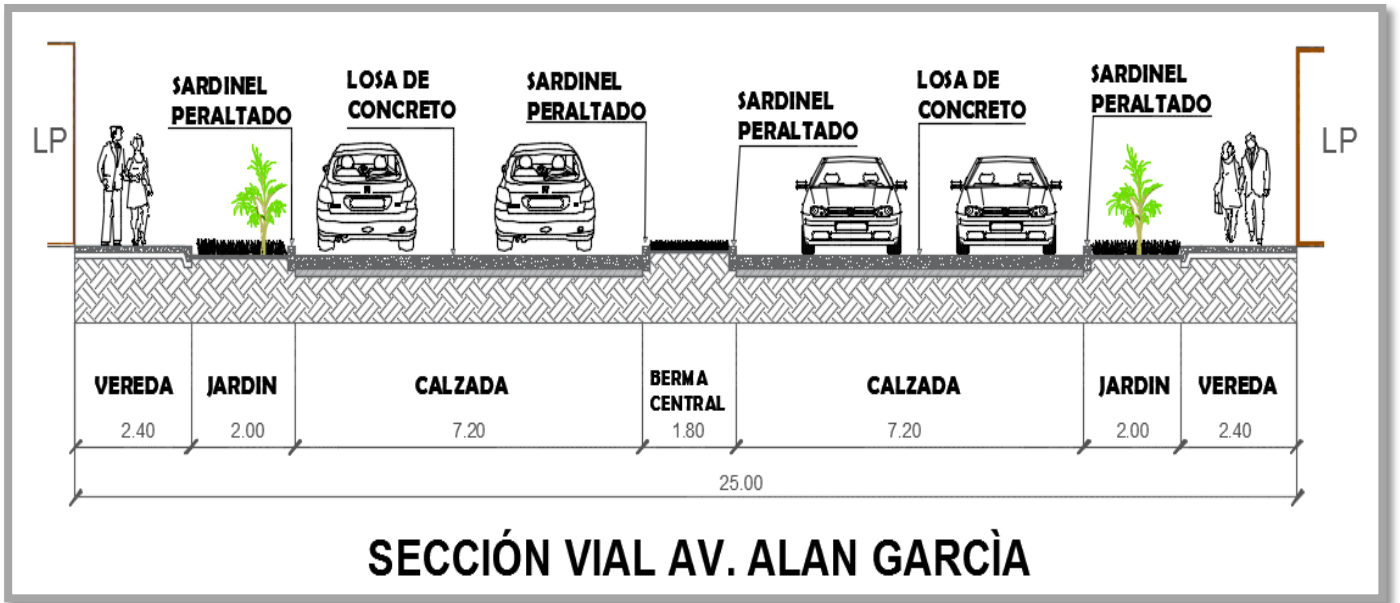 SARDINEL
PERALTADO
LOSA DE
CONCRETO
SARDINEL
PERALTADO
SARDINEL
PERALTADO
LOSA DE
CONCRETO
SARDINEL
PERALTADO
LP
LP
VEREDA
JARDIN
CALZADA
BERMA
CENTRAL
CALZADA
JARDIN
VEREDA
2.40
2.00
7.20
1.80
7.20
2.00
2.40
25.00
SECCIÓN VIAL AV. ALAN GARCÌA